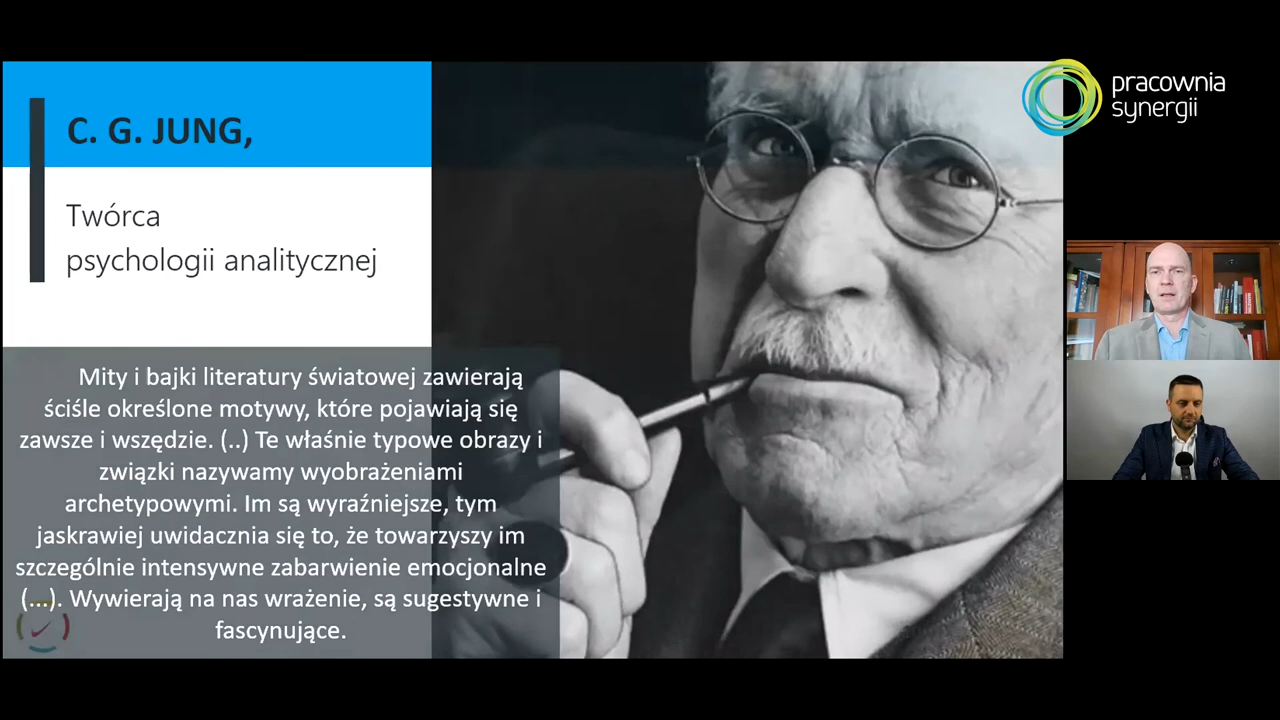 C. G. JUNG,
Twórca
psychologii analitycznej
Mity i bajki literatury światowej zawierają
ściśle określone motywy, które pojawiają się
zawsze i wszędzie. (..) Te właśnie typowe obrazy i
związki nazywamy wyobrażeniami
archetypowymi. Im są wyraźniejsze, tym
jaskrawiej uwidacznia się to, że towarzyszy im
szczególnie intensywne zabarwienie emocjonalne
(...). Wywierają na nas wrażenie, są sugestywne i
fascynujące.
pracownia
synergii